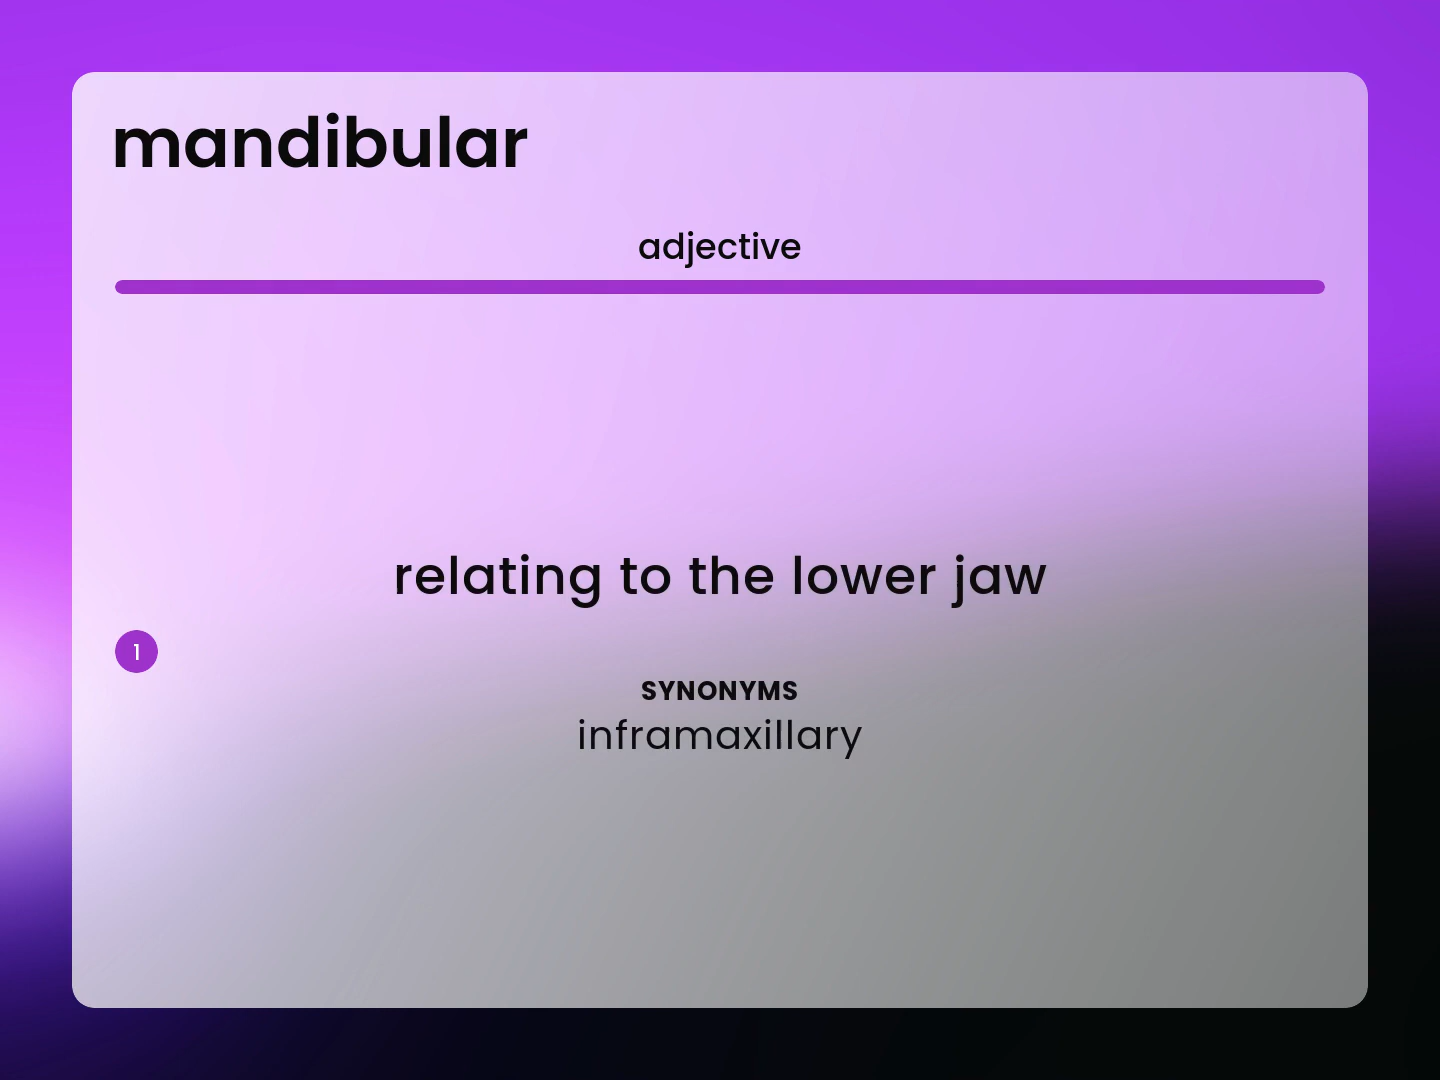 mandibular
adjective
relating to the lower jaw
1
SYNONYMS
inframaxillary